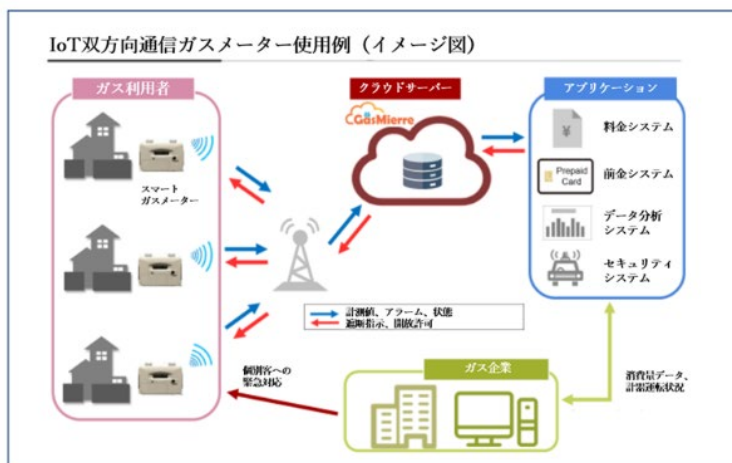 IoT双方向通信ガスメーター使用例（イメージ図）
ガス利用者
スマート
ガスメーター
クラウドサーバー
GasMierre
アプリケーション
¥
料金システム
Prepaid
Card
前金システム
データ分析
システム
セキュリティ
システム
計測値、アラーム、状態
遮断指示、開放許可
個別客への
緊急対応
ガス企業
消費量データ、
計器運転状況